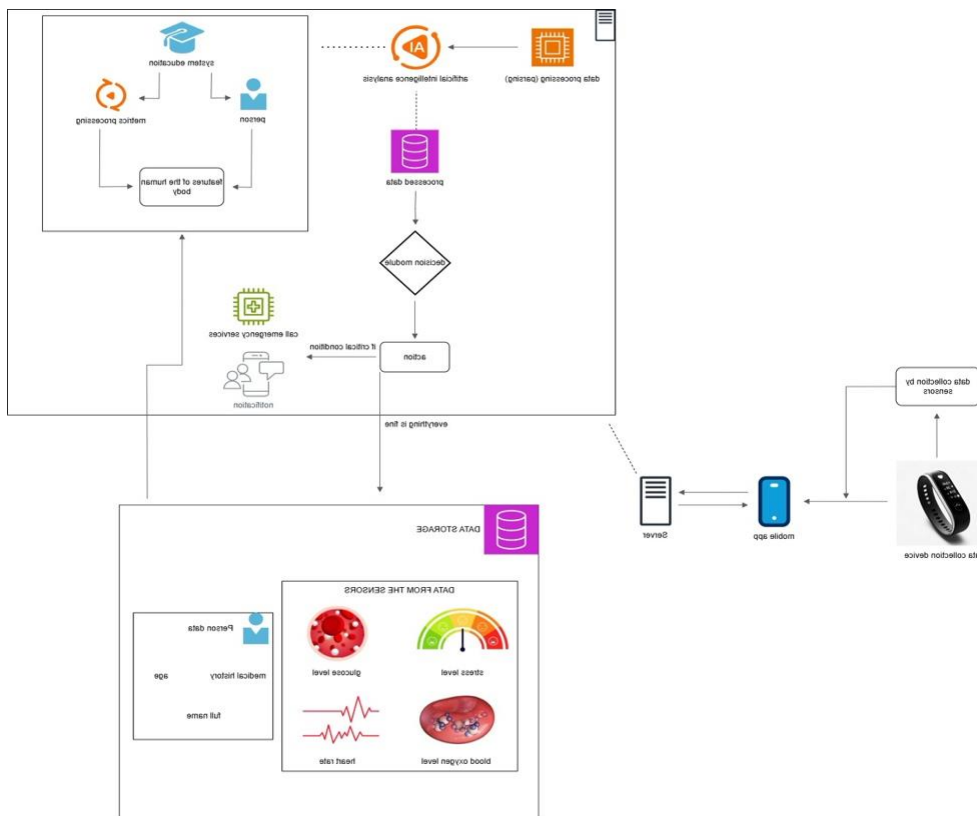 system education
metrics processing
person
features of the human
body
artificial intelligence analysis
data processing (parsing)
processed data
decision module
action
if critical condition
call emergency services
notification
everything is fine
data collection by
sensors
ata collection device
mobile app
Server
DATA STORAGE
DATA FROM THE SENSORS
stress level
glucose level
blood oxygen level
heart rate
Person data
medical history
age
full name